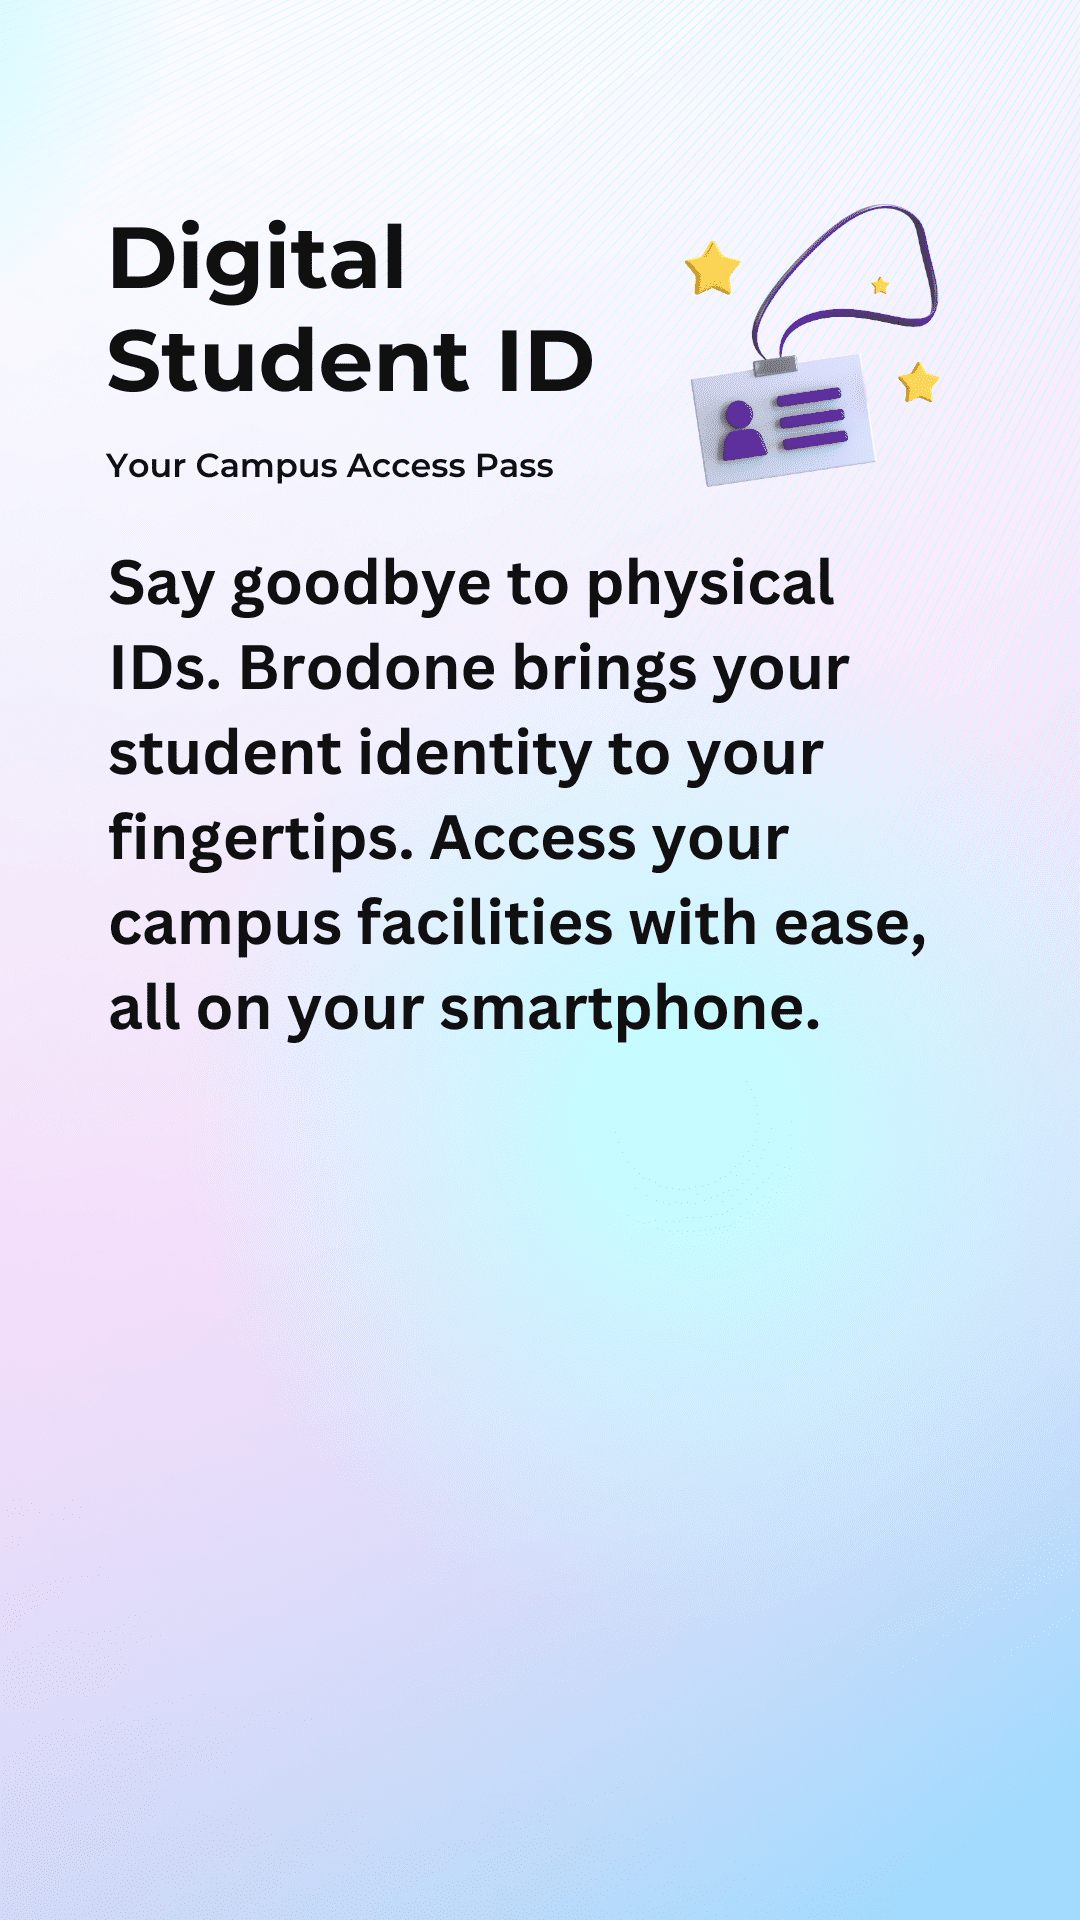 Digital
Student ID
Your Campus Access Pass
Say goodbye to physical
IDs. Brodone brings your
student identity to your
fingertips. Access your
campus facilities with ease,
all on your smartphone.